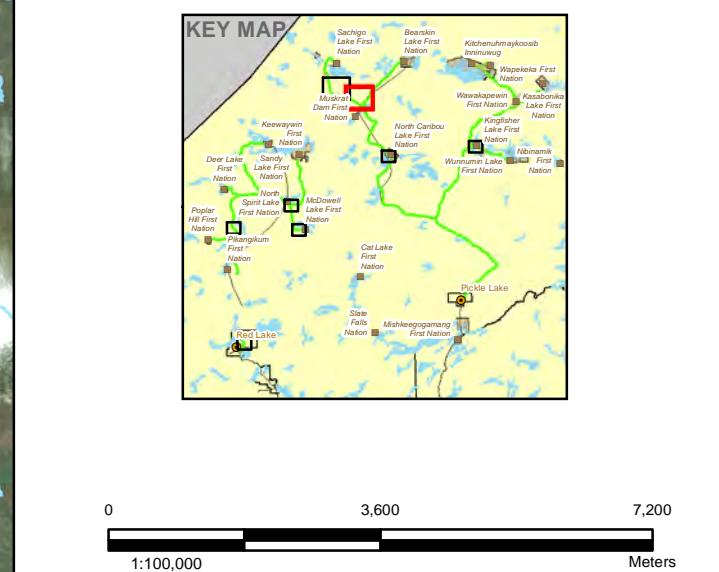 KEY MAP
Sachigo
Lake First
Nation
Bearskin
Lake First
Nation
Kitchenuhmaykoosib
Inninuwug
Wapekeka First
Nation
Muskrat
Dam First
Nation
Wawakapewin
First Nation
Kasabonika
Lake First
Nation
Keewaywin
First
Nation
North Caribou
Lake First
Nation
Kingfisher
Lake First
Nation
Deer Lake
First
Nation
Sandy
Lake First
Nation
Wunnumin Lake
First Nation
Nibinamik
First
Nation
North
Spirit Lake
First Nation
McDowell
Lake First
Nation
Poplar
Hill First
Nation
Pikangikum
First
Nation
Cat Lake
First
Nation
Pickle Lake
Slate
Falls
Nation
Mishkeegogamang
First Nation
Red Lake
0 3,600 7,200
1:100,000 Meters